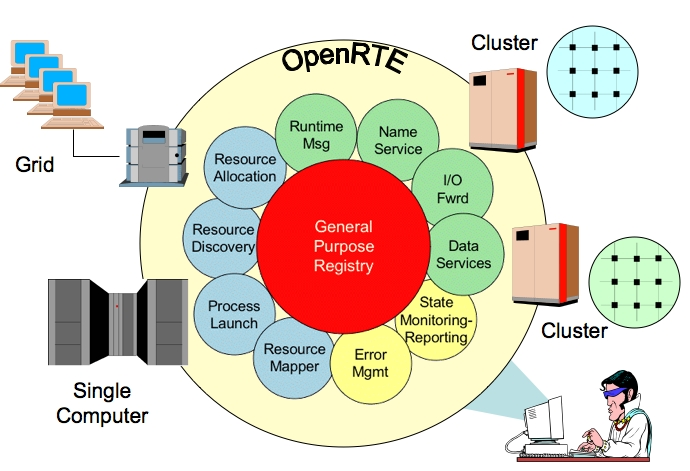 OpenRTE
Cluster
Grid
Runtime
Msg
Name
Service
Resource
Allocation
I/O
Fwrd
Resource
Discovery
General
Purpose
Registry
Data
Services
Process
Launch
State
Monitoring-
Reporting
Resource
Mapper
Error
Mgmt
Cluster
Single
Computer